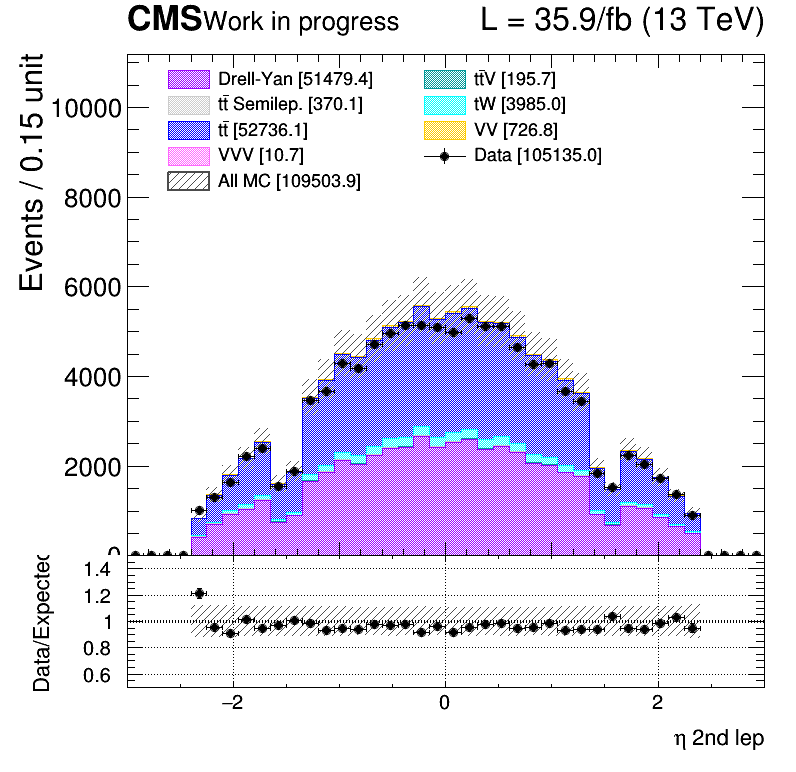 CMS Work in progress L = 35.9/fb (13 TeV)
Events / 0.15 unit
Drell-Yan [51479.4] tt̄V [195.7]
tt̄ Semilep. [370.1] tW [3985.0]
tt̄ [52736.1] VV [726.8]
VVV [10.7] Data [105135.0]
All MC [109503.9]
10000
8000
6000
4000
2000
0
Data/Expected
1.4
1.2
1
0.8
0.6
−2 0 2
η 2nd lep